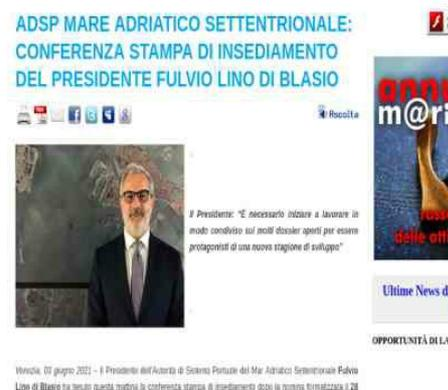 ADSP MARE ADRIATICO SETTENTRIONALE:
CONFERENZA STAMPA DI INSEDIAMENTO
DEL PRESIDENTE FULVIO LINO DI BLASIO
Ascolta
Il Presidente: "È necessario iniziare a lavorare in
modo condiviso sui molti dossier aperti per essere
protagonisti di una nuova stagione di sviluppo"
Venezia, 03 giugno 2021 – Il Presidente dell'Autorità di Sistema Portuale del Mar Adriatico Settentrionale Fulvio
Lino di Blasio ha tenuto questa mattina la conferenza stampa di insediamento dopo la nomina formalizzata il 28
m@ri
delle att
Ultime News d
OPPORTUNITÀ DI LA